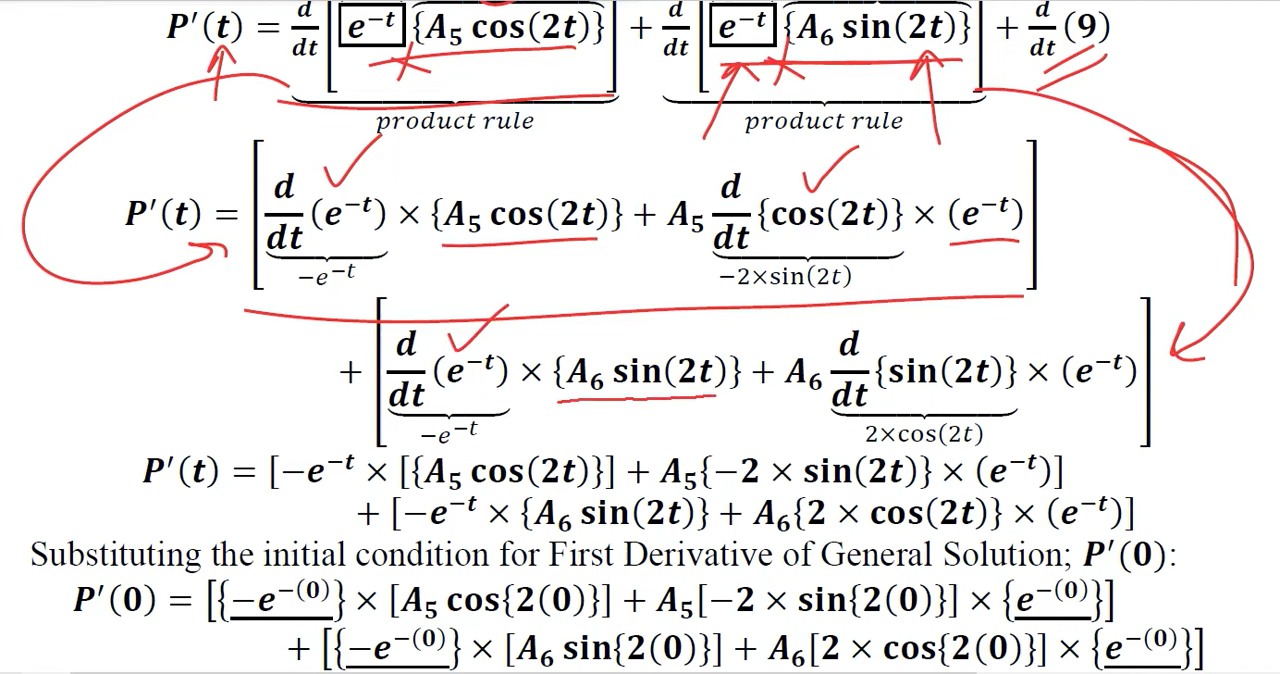 P′(t) = d/dt [e⁻ᵗ{A₅ cos(2t)}] + d/dt [e⁻ᵗ{A₆ sin(2t)}] + d/dt (9)
product rule product rule
P′(t) = [d/dt (e⁻ᵗ) × {A₅ cos(2t)} + A₅ d/dt {cos(2t)} × (e⁻ᵗ)]
−e⁻ᵗ −2×sin(2t)
+ [d/dt (e⁻ᵗ) × {A₆ sin(2t)} + A₆ d/dt {sin(2t)} × (e⁻ᵗ)]
−e⁻ᵗ 2×cos(2t)
P′(t) = [−e⁻ᵗ × [{A₅ cos(2t)}] + A₅{−2 × sin(2t)} × (e⁻ᵗ)]
+ [−e⁻ᵗ × {A₆ sin(2t)} + A₆{2 × cos(2t)} × (e⁻ᵗ)]
Substituting the initial condition for First Derivative of General Solution; P′(0):
P′(0) = [{−e⁻⁽⁰⁾} × [A₅ cos{2(0)}] + A₅[−2 × sin{2(0)}] × {e⁻⁽⁰⁾}]
+ [{−e⁻⁽⁰⁾} × [A₆ sin{2(0)}] + A₆[2 × cos{2(0)}] × {e⁻⁽⁰⁾}]